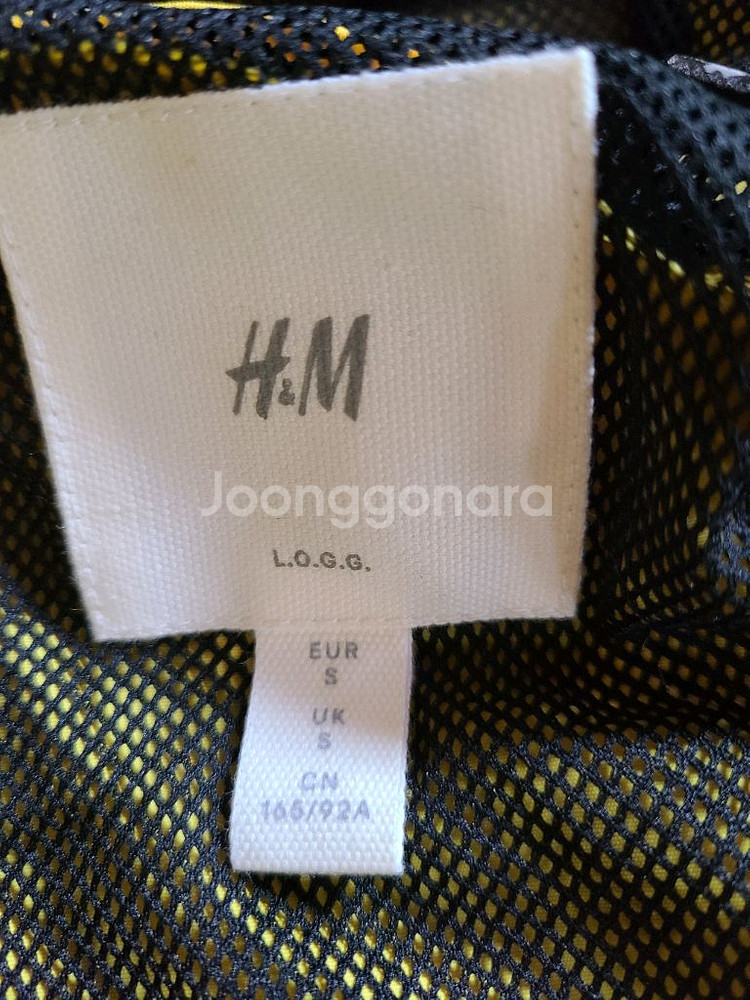 H&M
Joonggonara
L.O.G.G.
EUR
S
UK
S
CN
165/92A